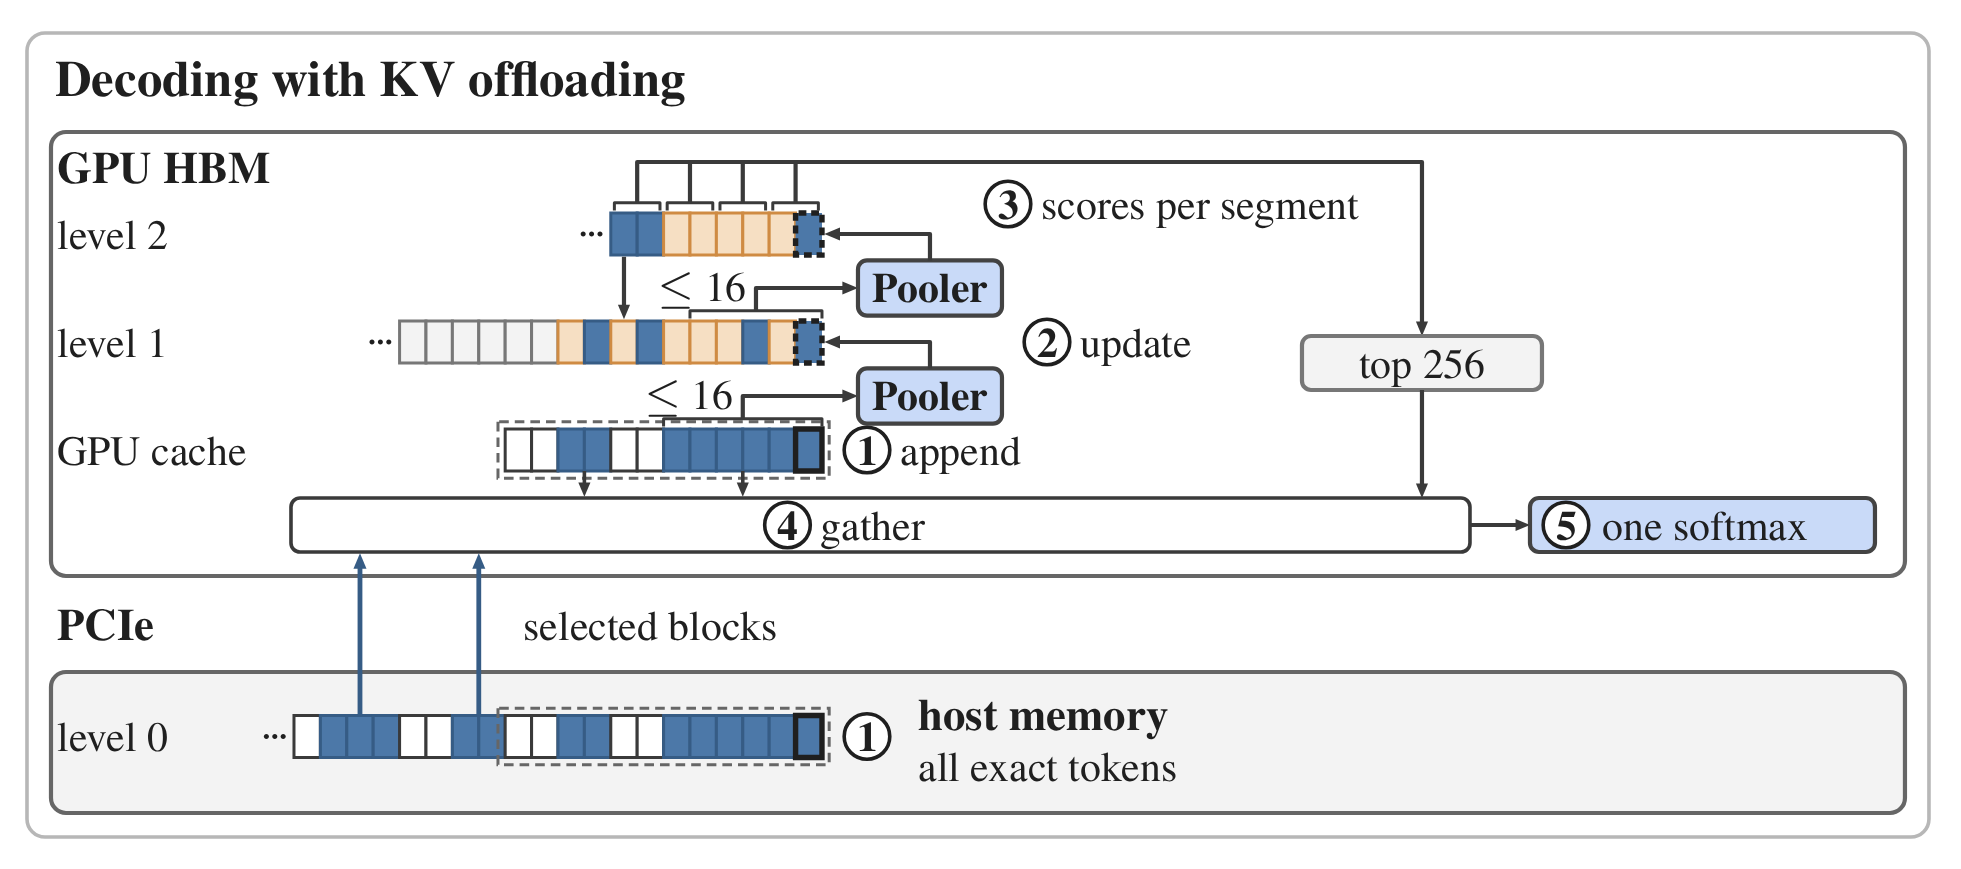 Decoding with KV offloading
GPU HBM
③ scores per segment
level 2
...
≤ 16
Pooler
level 1
...
② update
top 256
≤ 16
Pooler
GPU cache
① append
④ gather
⑤ one softmax
PCIe
selected blocks
level 0
...
①
host memory
all exact tokens